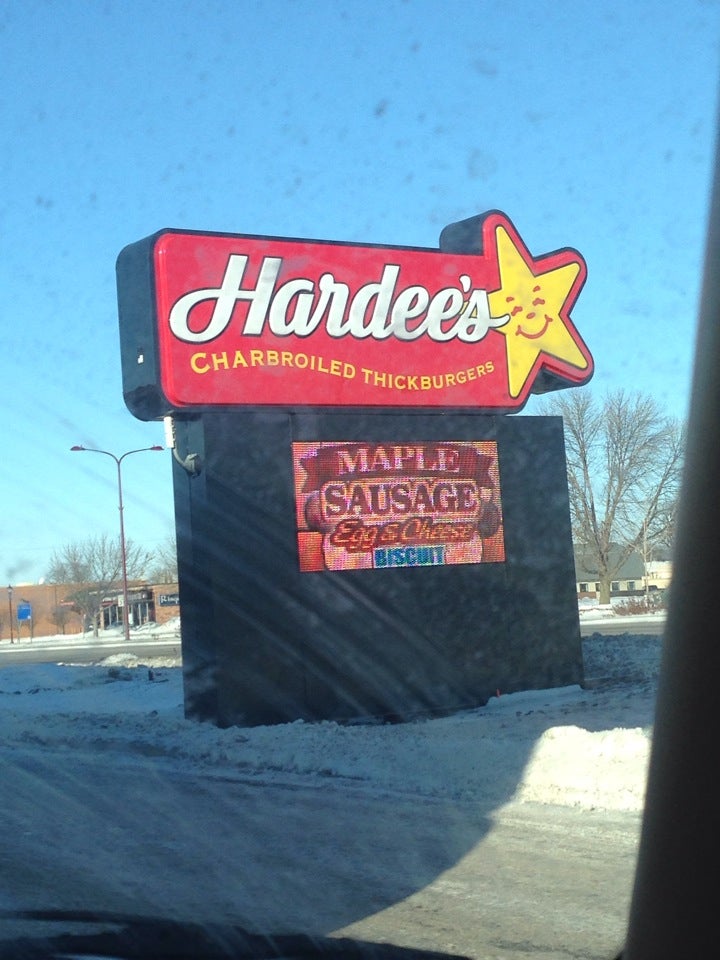 Hardee's
CHARBROILED THICKBURGERS
MAPLE
SAUSAGE
Egg & Cheese
BISCUIT